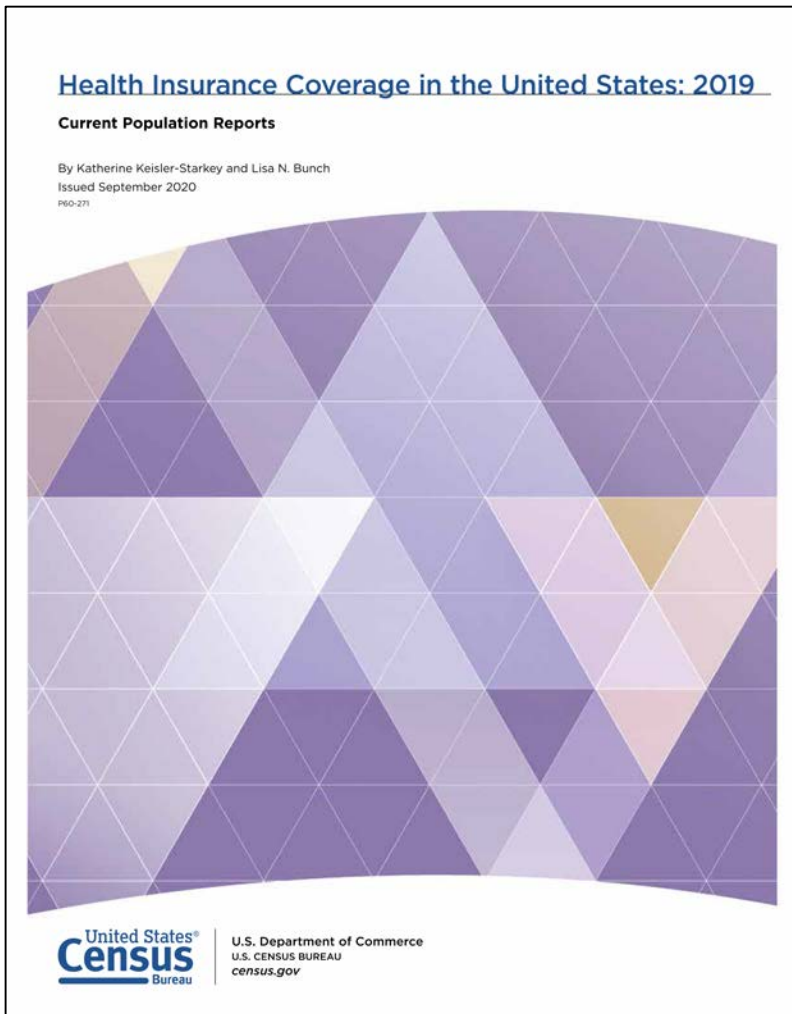 Health Insurance Coverage in the United States: 2019
Current Population Reports
By Katherine Keisler-Starkey and Lisa N. Bunch
Issued September 2020
P60-271
United States®
Census
Bureau
U.S. Department of Commerce
U.S. CENSUS BUREAU
census.gov